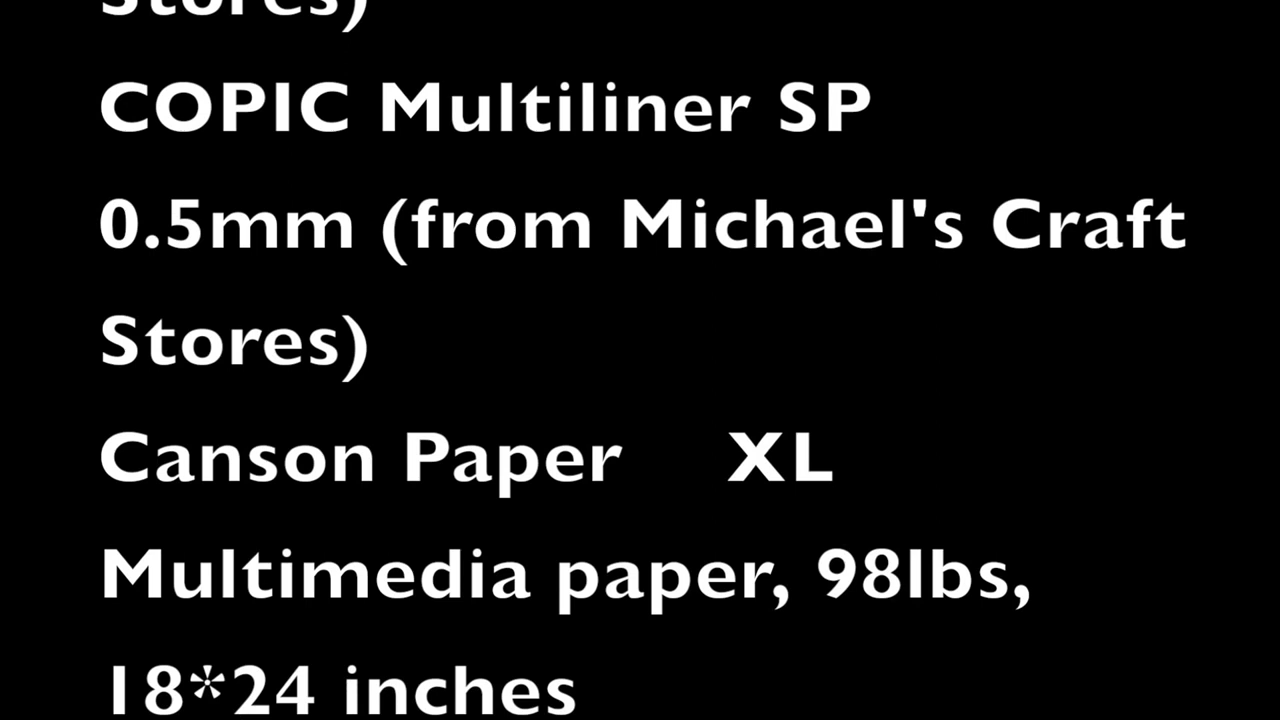 Stores)
COPIC Multiliner SP
0.5mm (from Michael's Craft
Stores)
Canson Paper XL
Multimedia paper, 98lbs,
18*24 inches